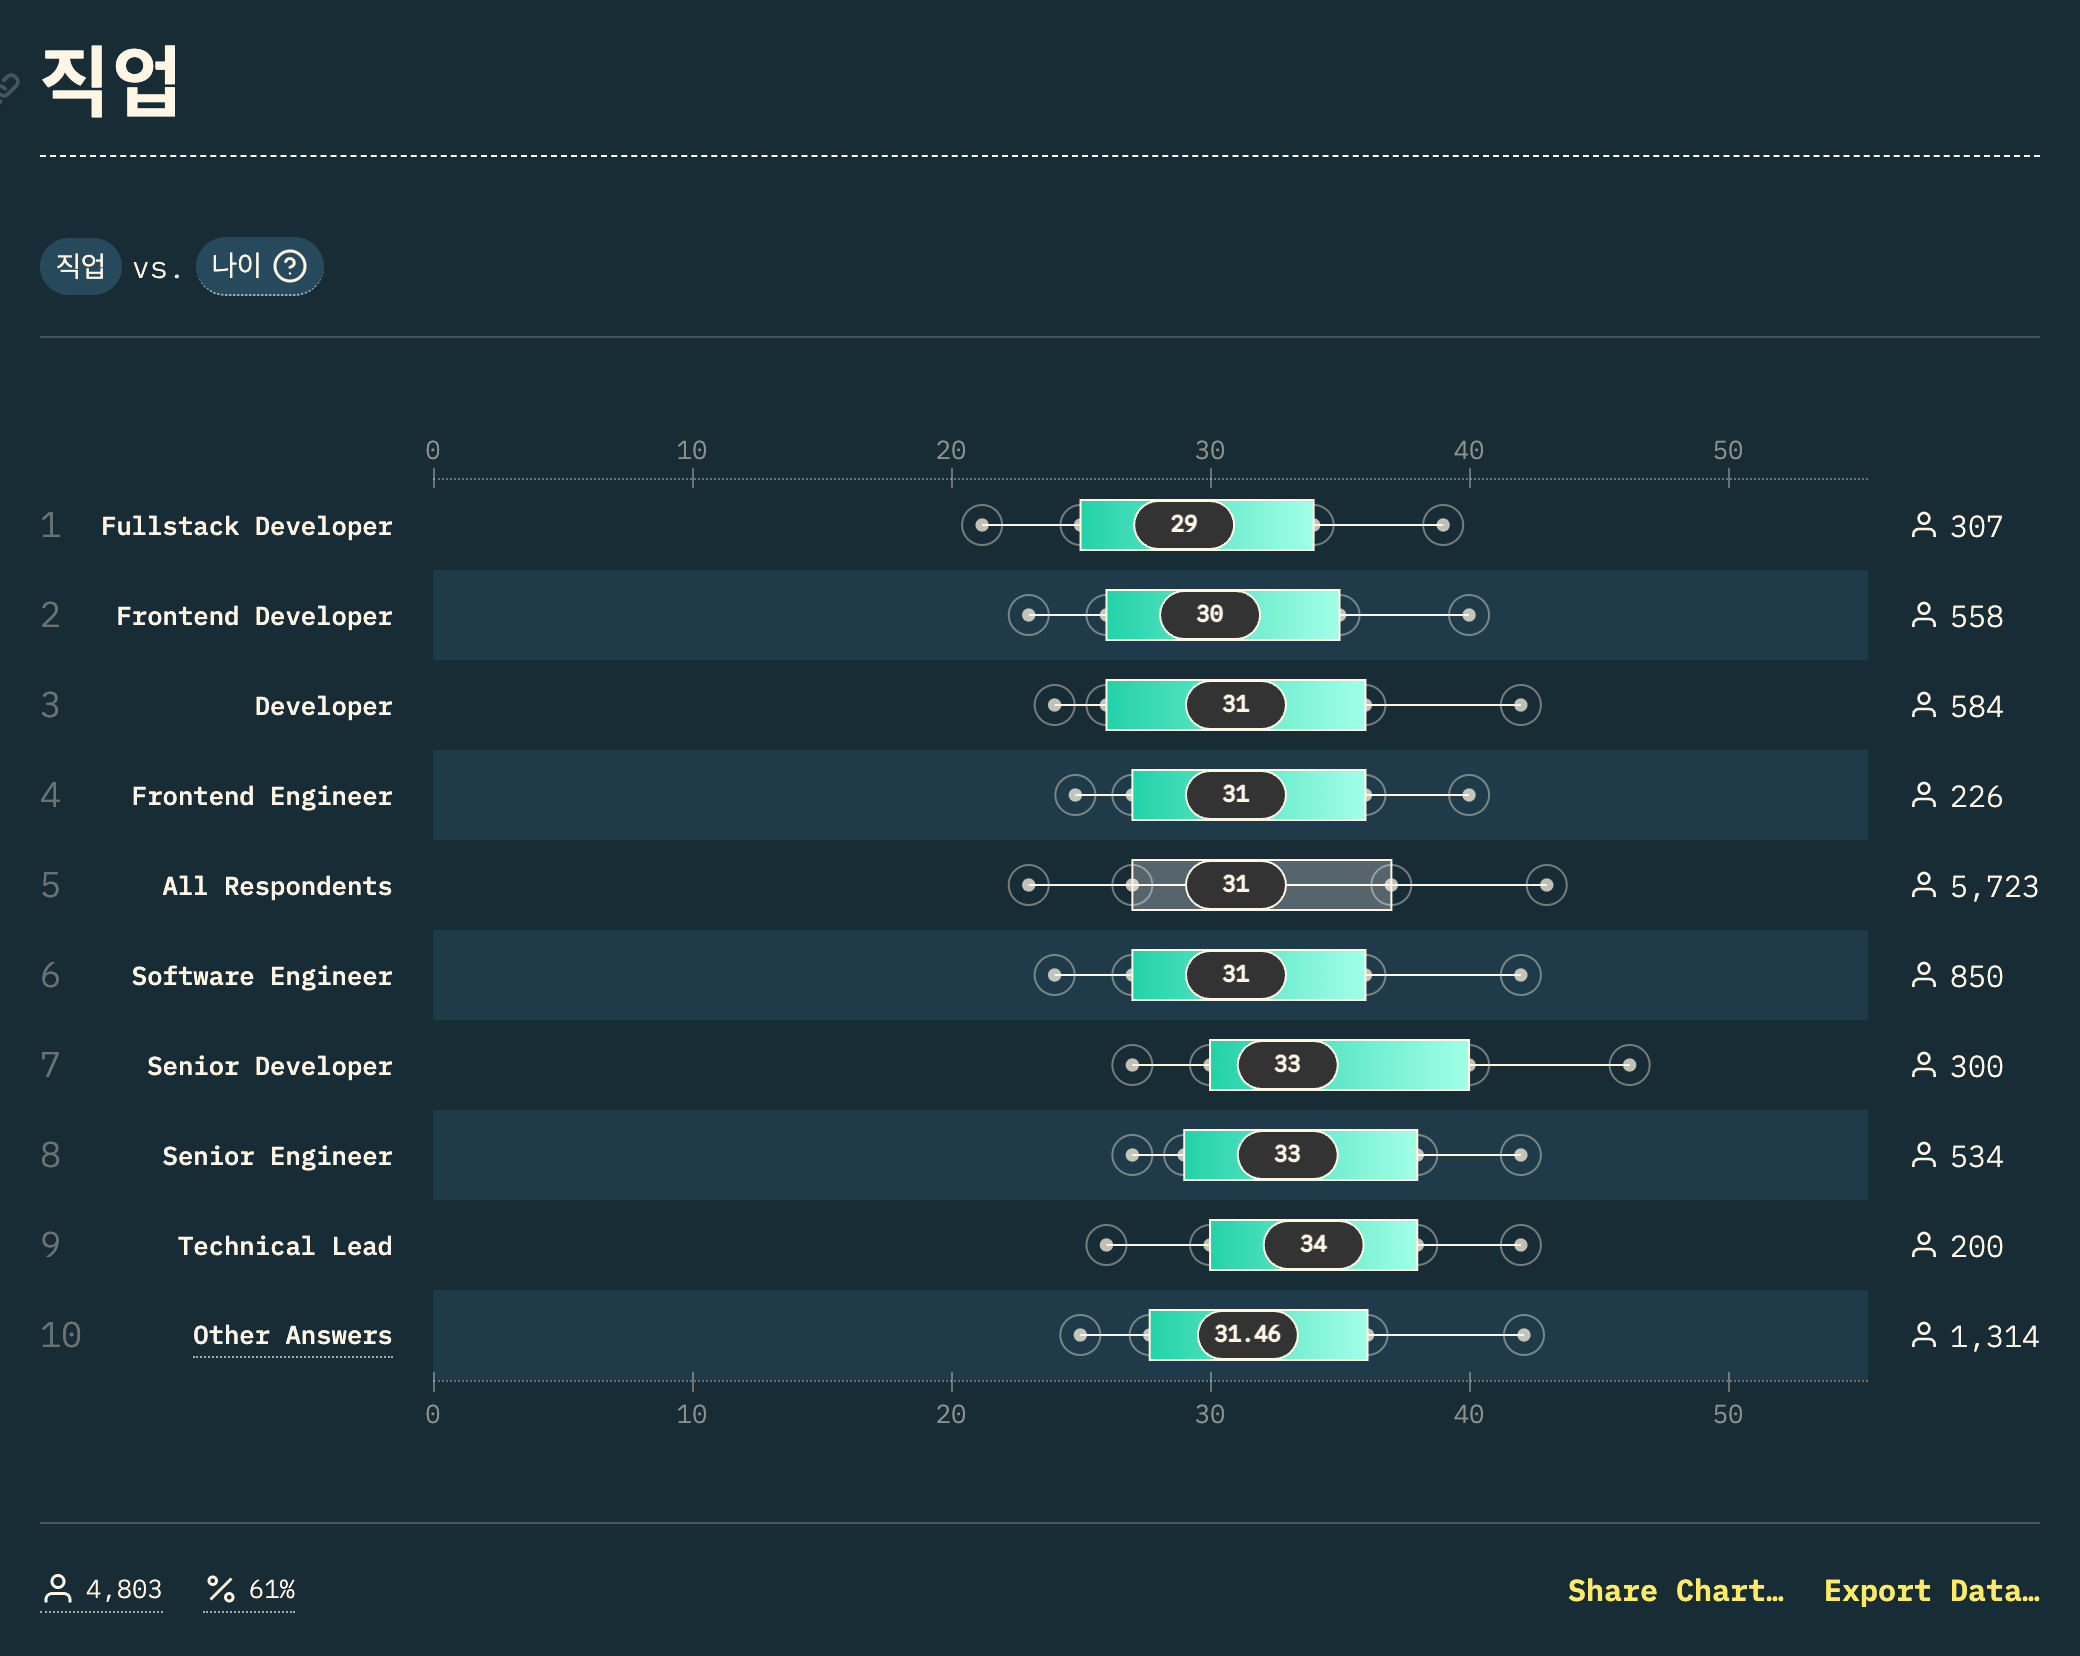 직업
직업 vs. 나이 ?
0 10 20 30 40 50
1 Fullstack Developer 29 307
2 Frontend Developer 30 558
3 Developer 31 584
4 Frontend Engineer 31 226
5 All Respondents 31 5,723
6 Software Engineer 31 850
7 Senior Developer 33 300
8 Senior Engineer 33 534
9 Technical Lead 34 200
10 Other Answers 31.46 1,314
0 10 20 30 40 50
4,803 % 61% Share Chart… Export Data…